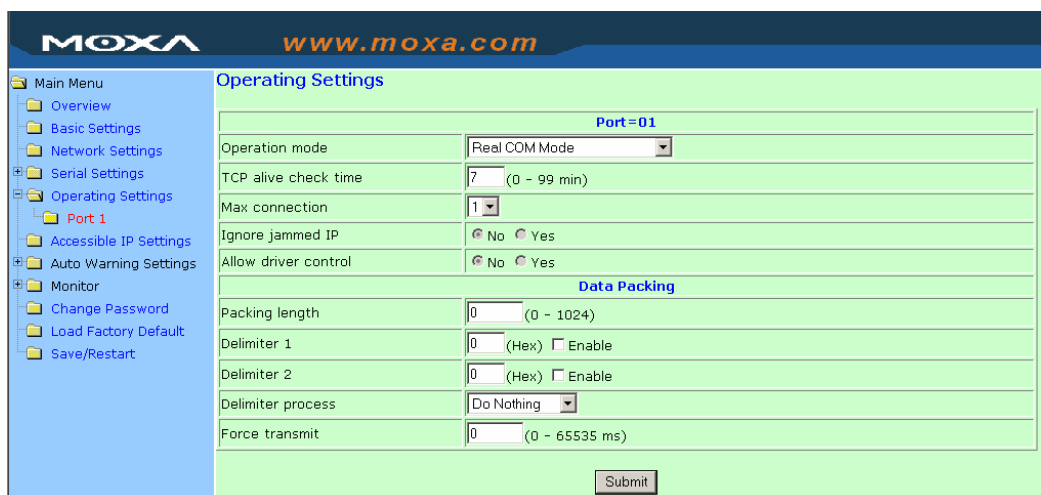 MOXA www.moxa.com
Main Menu
Overview
Basic Settings
Network Settings
Serial Settings
Operating Settings
Port 1
Accessible IP Settings
Auto Warning Settings
Monitor
Change Password
Load Factory Default
Save/Restart
Operating Settings
Port=01
Operation mode Real COM Mode
TCP alive check time 7 (0 - 99 min)
Max connection 1
Ignore jammed IP No Yes
Allow driver control No Yes
Data Packing
Packing length 0 (0 - 1024)
Delimiter 1 0 (Hex) Enable
Delimiter 2 0 (Hex) Enable
Delimiter process Do Nothing
Force transmit 0 (0 - 65535 ms)
Submit